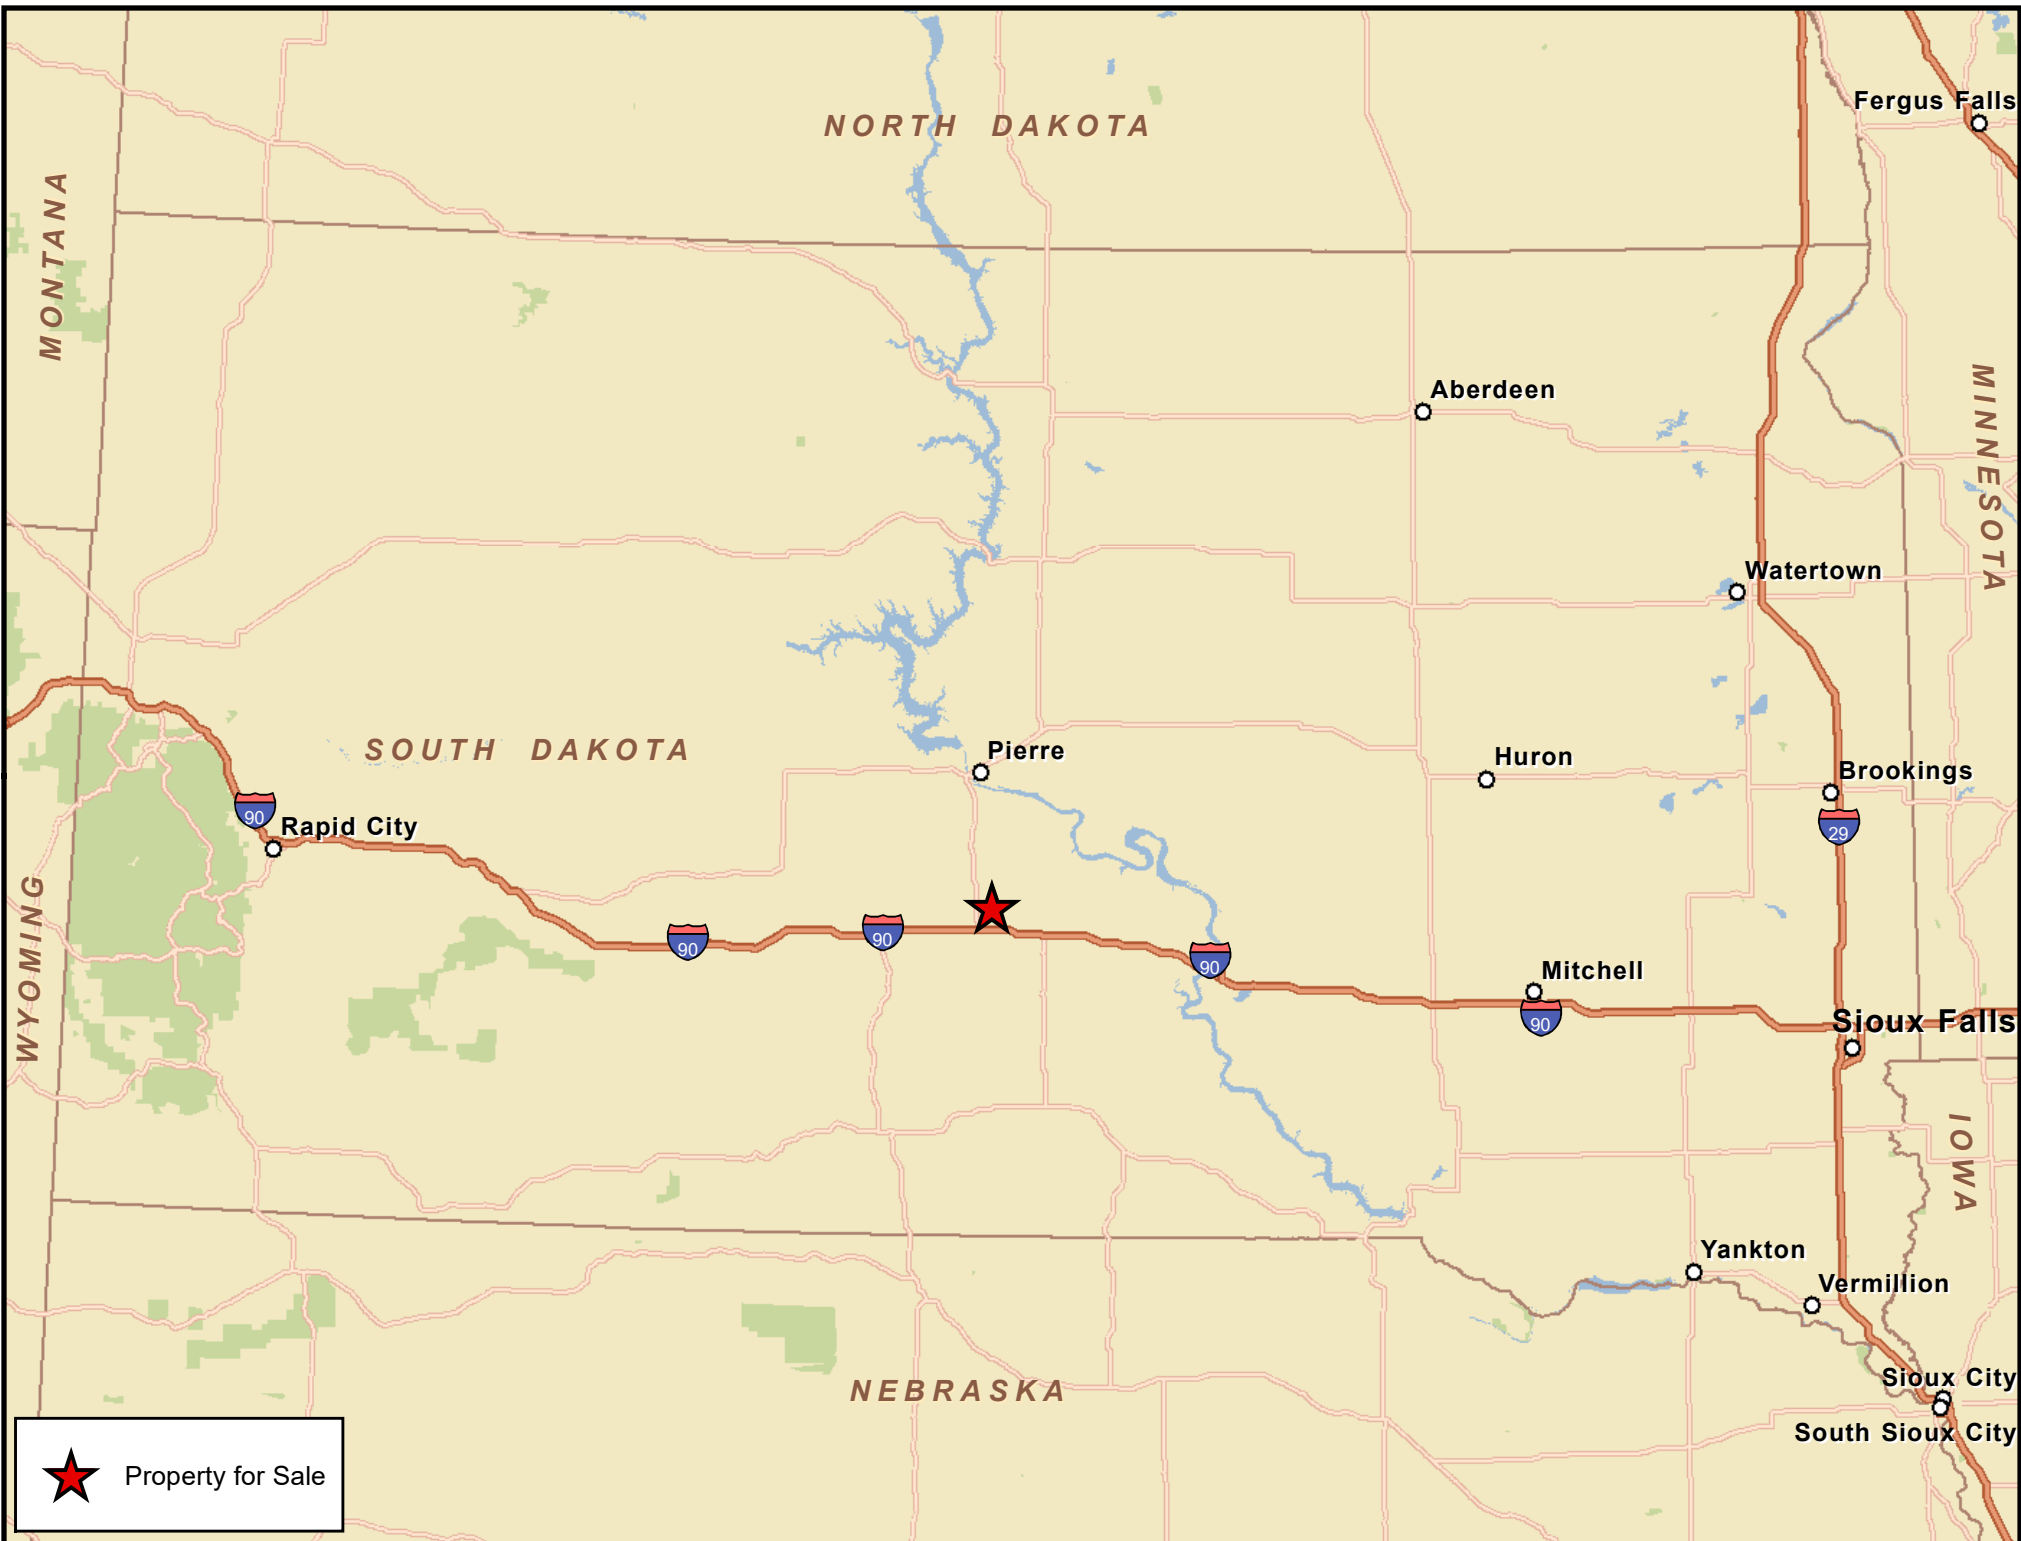 Fergus Falls
NORTH DAKOTA
MONTANA
MINNESOTA
Aberdeen
Watertown
SOUTH DAKOTA
Pierre
Huron
Brookings
90
Rapid City
29
WYOMING
90
90
90
Mitchell
90
Sioux Falls
IOWA
Yankton
Vermillion
Sioux City
NEBRASKA
South Sioux City
Property for Sale